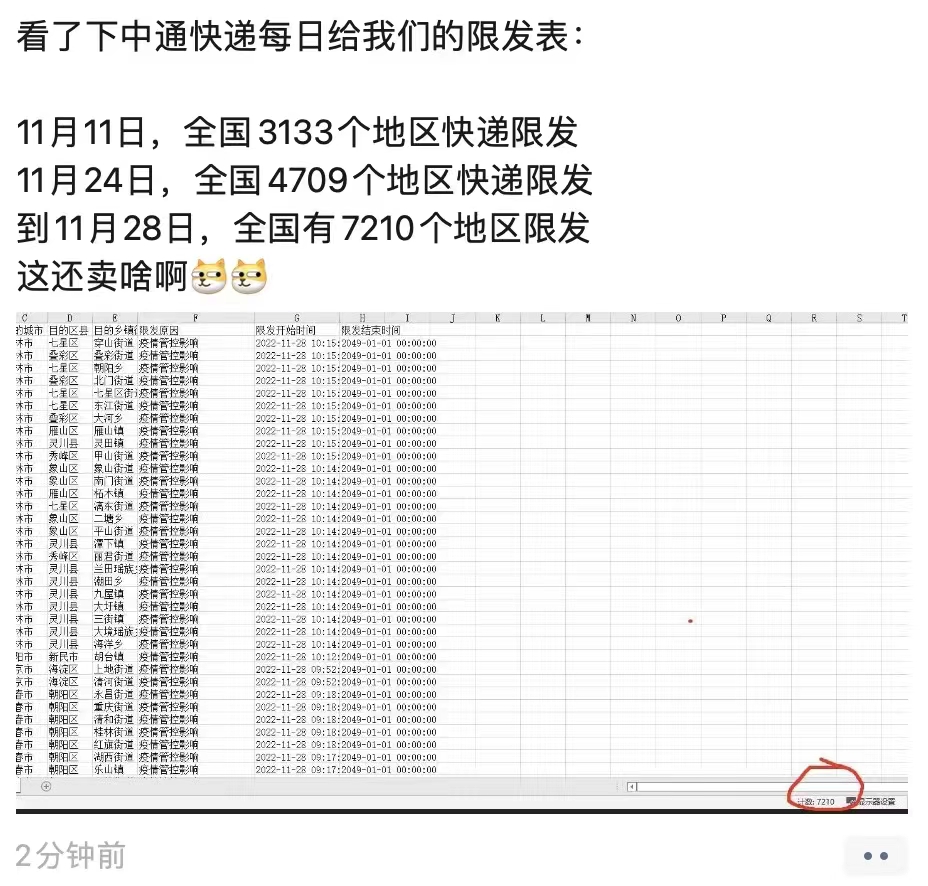 看了下中通快递每日给我们的限发表：
11月11日，全国3133个地区快递限发
11月24日，全国4709个地区快递限发
到11月28日，全国有7210个地区限发
这还卖啥啊
C D E F G H I J K L M N O P Q R S T
的城市 目的区县 目的乡镇 限发原因 限发开始时间 限发结束时间
林市 七星区 穿山街道 疫情管控影响 2022-11-28 10:15: 2049-01-01 00:00:00
林市 叠彩区 叠彩街道 疫情管控影响 2022-11-28 10:15: 2049-01-01 00:00:00
林市 七星区 朝阳乡 疫情管控影响 2022-11-28 10:15: 2049-01-01 00:00:00
林市 叠彩区 北门街道 疫情管控影响 2022-11-28 10:15: 2049-01-01 00:00:00
林市 七星区 七星区街道 疫情管控影响 2022-11-28 10:15: 2049-01-01 00:00:00
林市 七星区 东江街道 疫情管控影响 2022-11-28 10:15: 2049-01-01 00:00:00
林市 叠彩区 大河乡 疫情管控影响 2022-11-28 10:15: 2049-01-01 00:00:00
林市 雁山区 雁山镇 疫情管控影响 2022-11-28 10:15: 2049-01-01 00:00:00
林市 灵川县 灵田镇 疫情管控影响 2022-11-28 10:15: 2049-01-01 00:00:00
林市 秀峰区 甲山街道 疫情管控影响 2022-11-28 10:15: 2049-01-01 00:00:00
林市 象山区 象山街道 疫情管控影响 2022-11-28 10:14: 2049-01-01 00:00:00
林市 象山区 南门街道 疫情管控影响 2022-11-28 10:14: 2049-01-01 00:00:00
林市 雁山区 柘木镇 疫情管控影响 2022-11-28 10:14: 2049-01-01 00:00:00
林市 七星区 漓东街道 疫情管控影响 2022-11-28 10:14: 2049-01-01 00:00:00
林市 象山区 二塘乡 疫情管控影响 2022-11-28 10:14: 2049-01-01 00:00:00
林市 象山区 平山街道 疫情管控影响 2022-11-28 10:14: 2049-01-01 00:00:00
林市 灵川县 潭下镇 疫情管控影响 2022-11-28 10:14: 2049-01-01 00:00:00
林市 秀峰区 丽君街道 疫情管控影响 2022-11-28 10:14: 2049-01-01 00:00:00
林市 灵川县 兰田瑶族 疫情管控影响 2022-11-28 10:14: 2049-01-01 00:00:00
林市 灵川县 潮田乡 疫情管控影响 2022-11-28 10:14: 2049-01-01 00:00:00
林市 灵川县 九屋镇 疫情管控影响 2022-11-28 10:14: 2049-01-01 00:00:00
林市 灵川县 大圩镇 疫情管控影响 2022-11-28 10:14: 2049-01-01 00:00:00
林市 灵川县 三街镇 疫情管控影响 2022-11-28 10:14: 2049-01-01 00:00:00
林市 灵川县 大境瑶族 疫情管控影响 2022-11-28 10:14: 2049-01-01 00:00:00
林市 灵川县 海洋乡 疫情管控影响 2022-11-28 10:14: 2049-01-01 00:00:00
阳市 新民市 胡台镇 疫情管控影响 2022-11-28 10:12: 2049-01-01 00:00:00
京市 海淀区 上地街道 疫情管控影响 2022-11-28 09:52: 2049-01-01 00:00:00
京市 海淀区 清河街道 疫情管控影响 2022-11-28 09:52: 2049-01-01 00:00:00
春市 朝阳区 永昌街道 疫情管控影响 2022-11-28 09:18: 2049-01-01 00:00:00
春市 朝阳区 重庆街道 疫情管控影响 2022-11-28 09:18: 2049-01-01 00:00:00
春市 朝阳区 清和街道 疫情管控影响 2022-11-28 09:18: 2049-01-01 00:00:00
春市 朝阳区 桂林街道 疫情管控影响 2022-11-28 09:18: 2049-01-01 00:00:00
春市 朝阳区 红旗街道 疫情管控影响 2022-11-28 09:18: 2049-01-01 00:00:00
春市 朝阳区 湖西街道 疫情管控影响 2022-11-28 09:17: 2049-01-01 00:00:00
春市 朝阳区 乐山镇 疫情管控影响 2022-11-28 09:17: 2049-01-01 00:00:00
计数: 7210 显示器设置
2分钟前